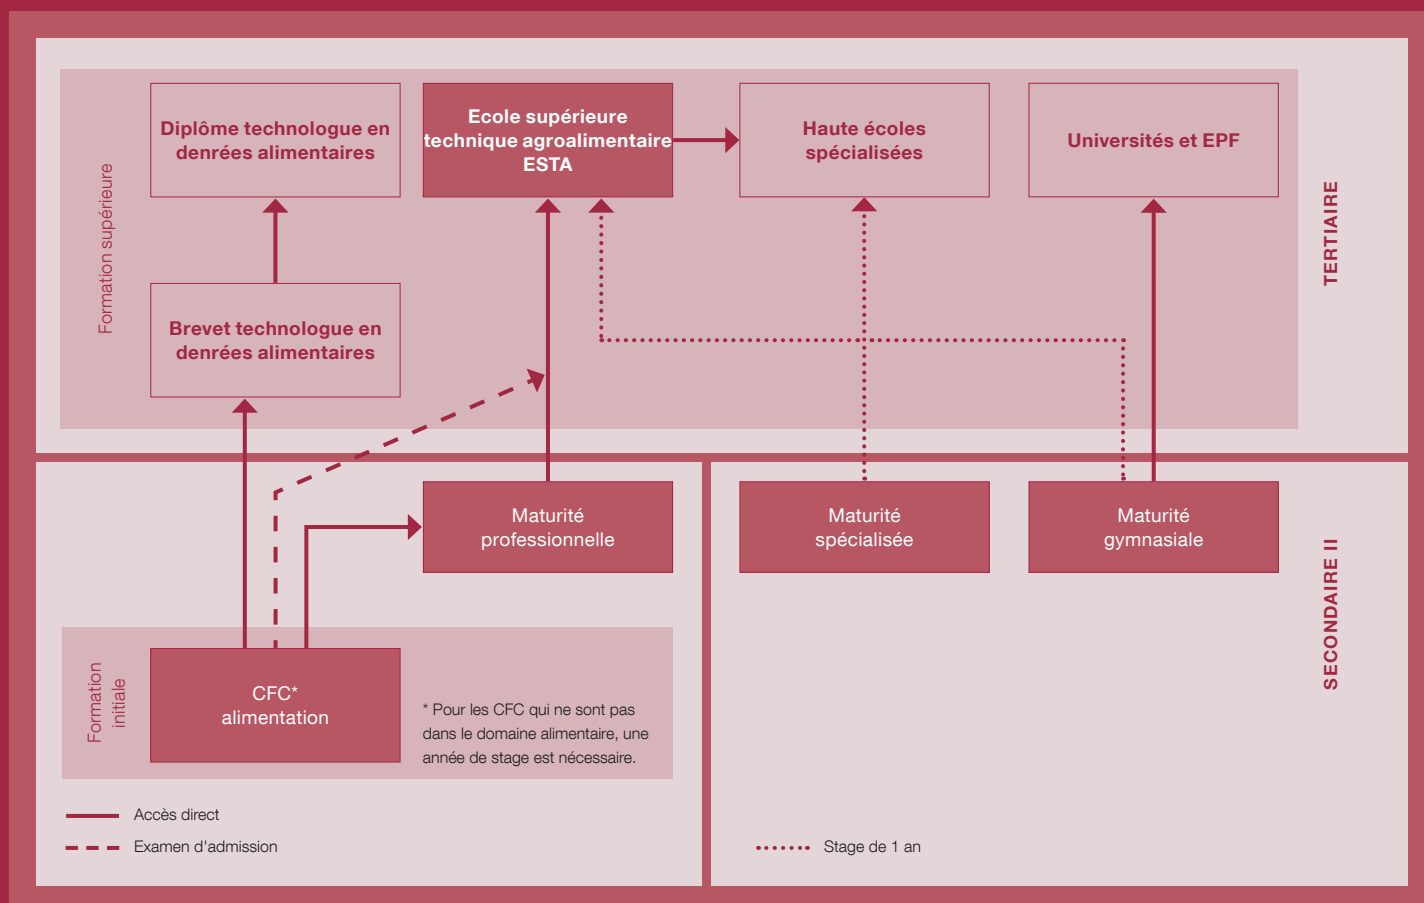 Formation supérieure
Diplôme technologue en
denrées alimentaires
Ecole supérieure
technique agroalimentaire
ESTA
Haute écoles
spécialisées
Universités et EPF
TERTIAIRE
Brevet technologue en
denrées alimentaires
Maturité
professionnelle
Maturité
spécialisée
Maturité
gymnasiale
SECONDAIRE II
Formation
initiale
CFC*
alimentation
* Pour les CFC qui ne sont pas
dans le domaine alimentaire, une
année de stage est nécessaire.
Accès direct
Examen d'admission
Stage de 1 an